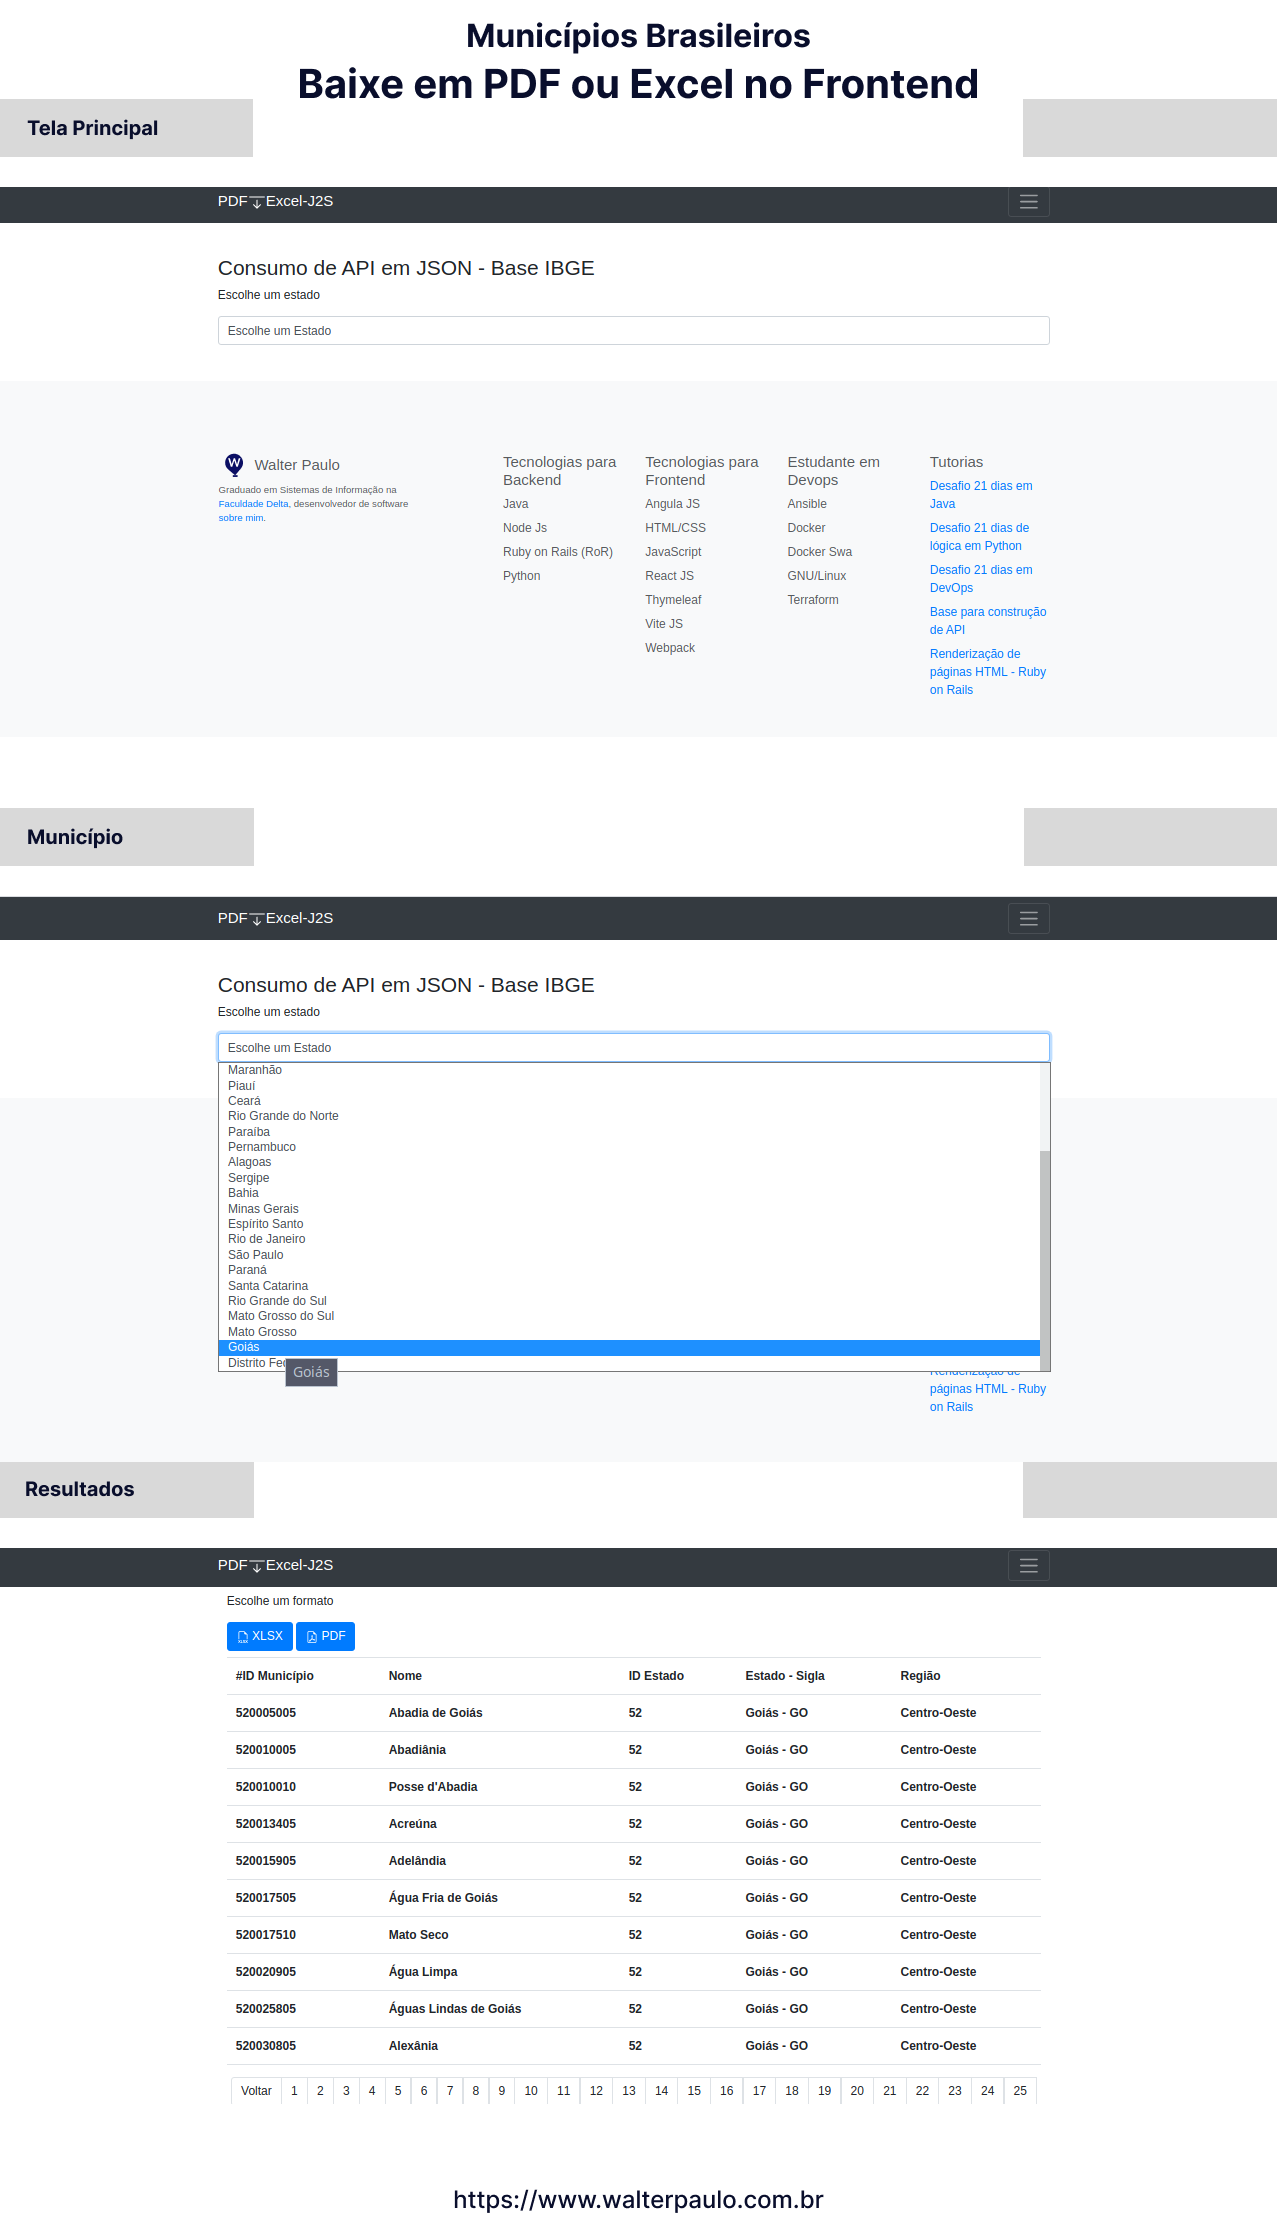 Municípios Brasileiros
Baixe em PDF ou Excel no Frontend
Tela Principal
PDF Excel-J2S
Consumo de API em JSON - Base IBGE
Escolhe um estado
Escolhe um Estado
Walter Paulo
Graduado em Sistemas de Informação na
Faculdade Delta, desenvolvedor de software
sobre mim.
Tecnologias para
Backend
Java
Node Js
Ruby on Rails (RoR)
Python
Tecnologias para
Frontend
Angula JS
HTML/CSS
JavaScript
React JS
Thymeleaf
Vite JS
Webpack
Estudante em
Devops
Ansible
Docker
Docker Swa
GNU/Linux
Terraform
Tutorias
Desafio 21 dias em
Java
Desafio 21 dias de
lógica em Python
Desafio 21 dias em
DevOps
Base para construção
de API
Renderização de
páginas HTML - Ruby
on Rails
Município
PDF Excel-J2S
Consumo de API em JSON - Base IBGE
Escolhe um estado
Escolhe um Estado
Maranhão
Piauí
Ceará
Rio Grande do Norte
Paraíba
Pernambuco
Alagoas
Sergipe
Bahia
Minas Gerais
Espírito Santo
Rio de Janeiro
São Paulo
Paraná
Santa Catarina
Rio Grande do Sul
Mato Grosso do Sul
Mato Grosso
Goiás
Distrito Fe
Goiás
Renderização de
páginas HTML - Ruby
on Rails
Resultados
PDF Excel-J2S
Escolhe um formato
XLSX PDF
#ID Município Nome ID Estado Estado - Sigla Região
520005005 Abadia de Goiás 52 Goiás - GO Centro-Oeste
520010005 Abadiânia 52 Goiás - GO Centro-Oeste
520010010 Posse d'Abadia 52 Goiás - GO Centro-Oeste
520013405 Acreúna 52 Goiás - GO Centro-Oeste
520015905 Adelândia 52 Goiás - GO Centro-Oeste
520017505 Água Fria de Goiás 52 Goiás - GO Centro-Oeste
520017510 Mato Seco 52 Goiás - GO Centro-Oeste
520020905 Água Limpa 52 Goiás - GO Centro-Oeste
520025805 Águas Lindas de Goiás 52 Goiás - GO Centro-Oeste
520030805 Alexânia 52 Goiás - GO Centro-Oeste
Voltar 1 2 3 4 5 6 7 8 9 10 11 12 13 14 15 16 17 18 19 20 21 22 23 24 25
https://www.walterpaulo.com.br